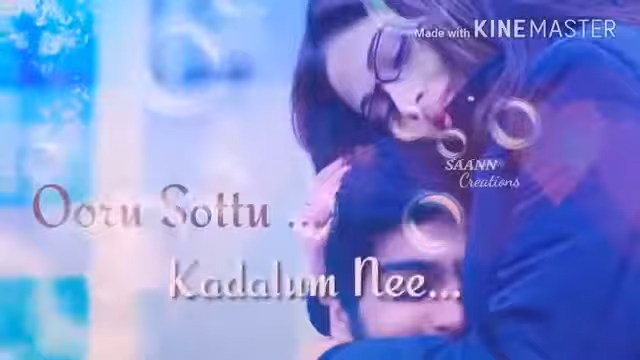 Made with KINEMASTER
SAANN
Creations
Ooru Sottu ...
Kadalum Nee...